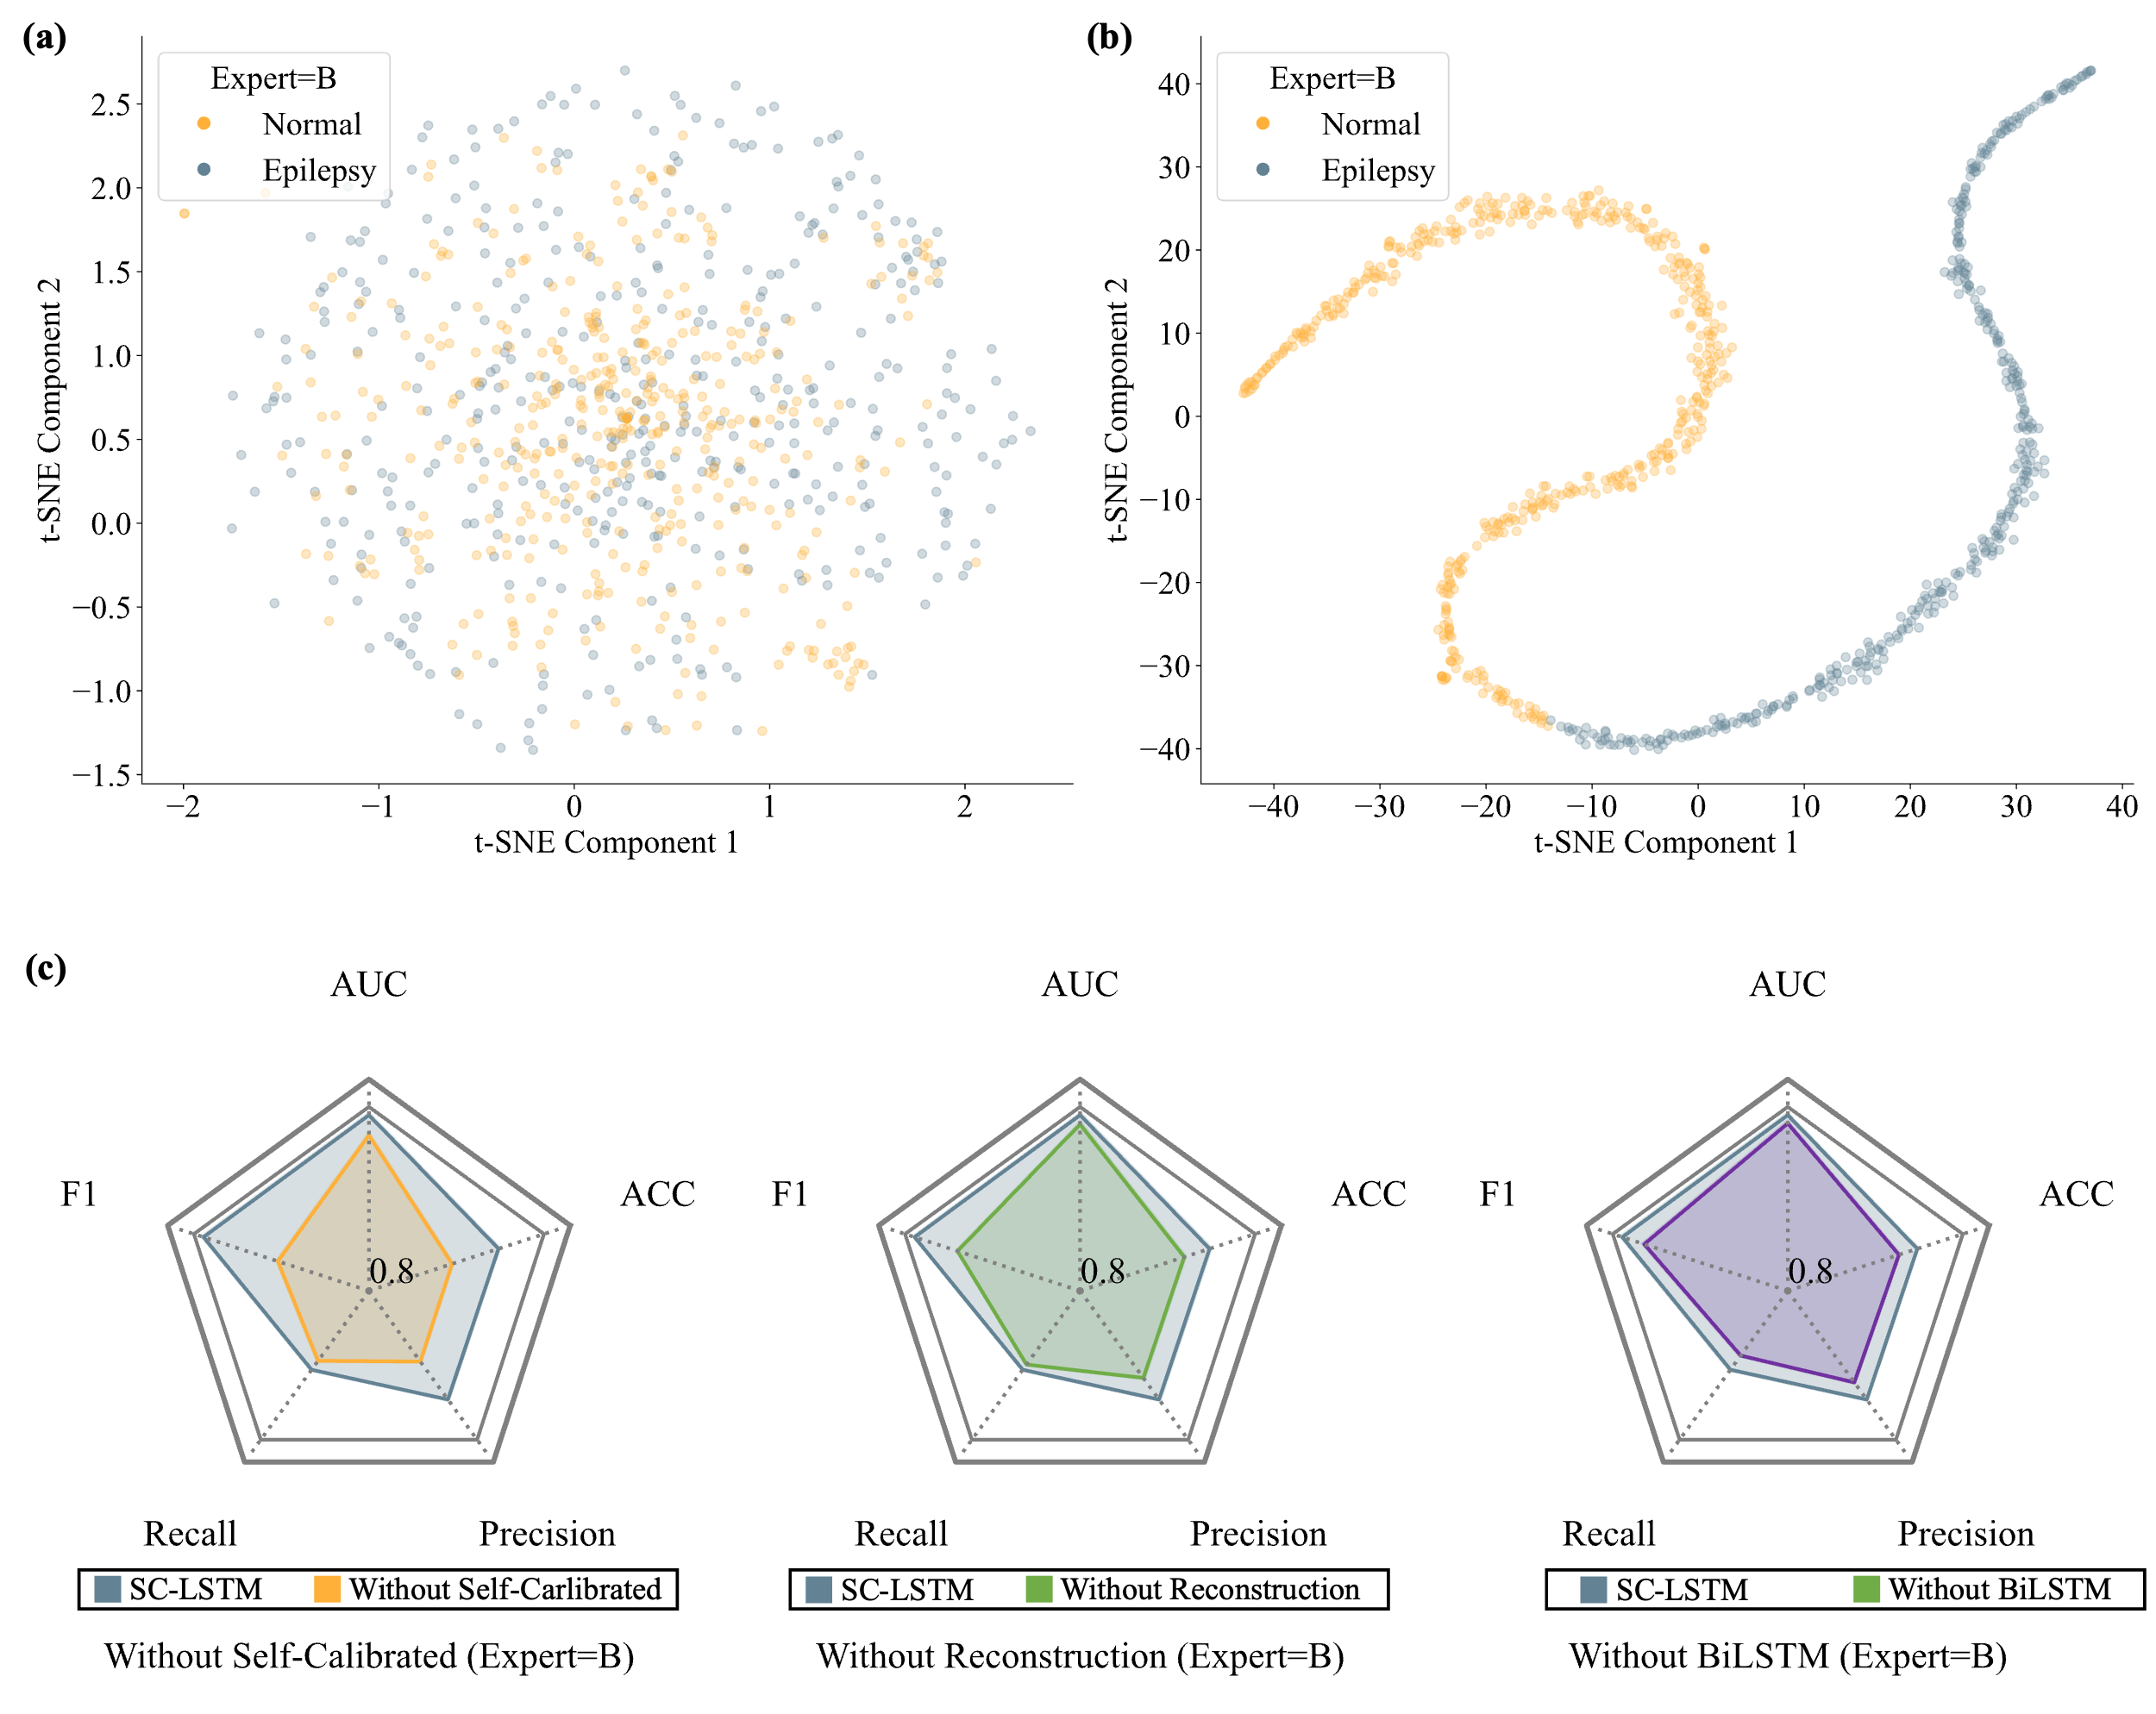 (a)
Expert=B
Normal
Epilepsy
2.5
2.0
1.5
1.0
0.5
0.0
−0.5
−1.0
−1.5
−2 −1 0 1 2
t-SNE Component 1
t-SNE Component 2
(b)
Expert=B
Normal
Epilepsy
40
30
20
10
0
−10
−20
−30
−40
−40 −30 −20 −10 0 10 20 30 40
t-SNE Component 1
t-SNE Component 2
(c)
AUC
F1
ACC
0.8
Recall
Precision
SC-LSTM
Without Self-Carlibrated
Without Self-Calibrated (Expert=B)
AUC
F1
ACC
0.8
Recall
Precision
SC-LSTM
Without Reconstruction
Without Reconstruction (Expert=B)
AUC
F1
ACC
0.8
Recall
Precision
SC-LSTM
Without BiLSTM
Without BiLSTM (Expert=B)